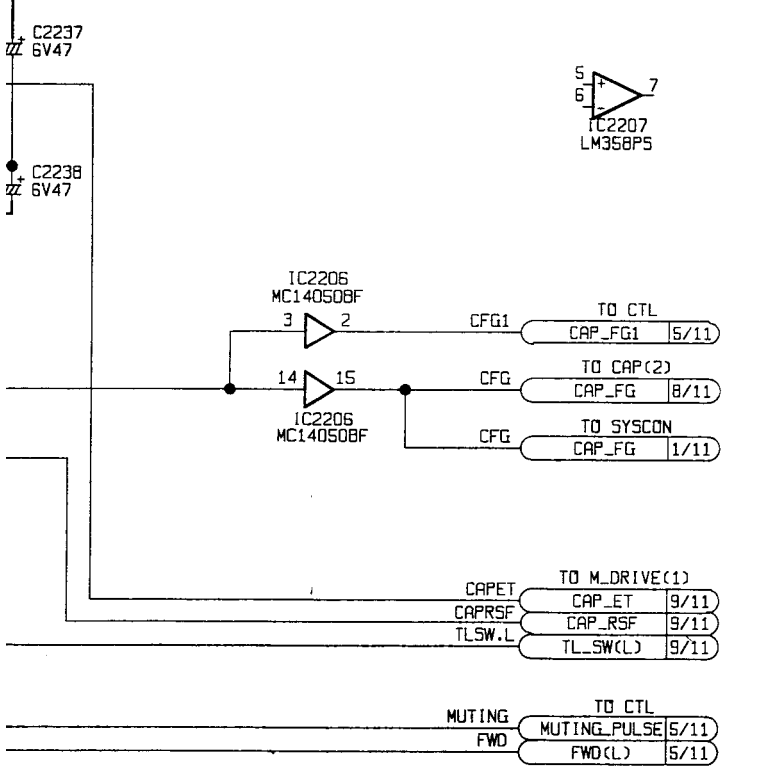 C2237
6V47
5
6
7
+
-
IC2207
LM358PS
C2238
6V47
IC2206
MC14050BF
3
2
CFG1
TO CTL
CAP_FG1 5/11
14
15
CFG
TO CAP(2)
CAP_FG 8/11
IC2206
MC14050BF
CFG
TO SYSCON
CAP_FG 1/11
TO M_DRIVE(1)
CAPET
CAP_ET 9/11
CAPRSF
CAP_RSF 9/11
TLSW.L
TL_SW(L) 9/11
TO CTL
MUTING
MUTING_PULSE 5/11
FWD
FWD(L) 5/11